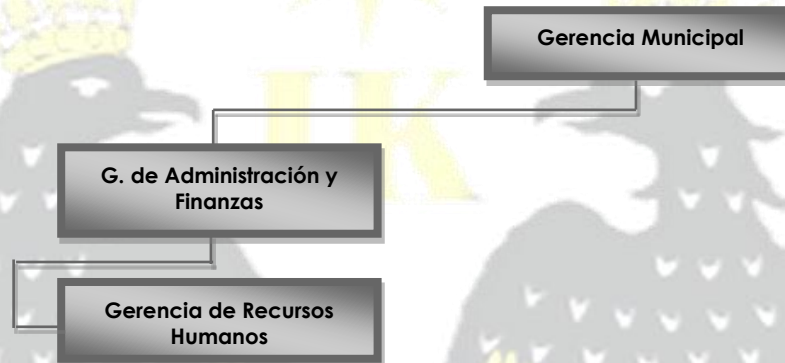 Gerencia Municipal
G. de Administración y
Finanzas
Gerencia de Recursos
Humanos